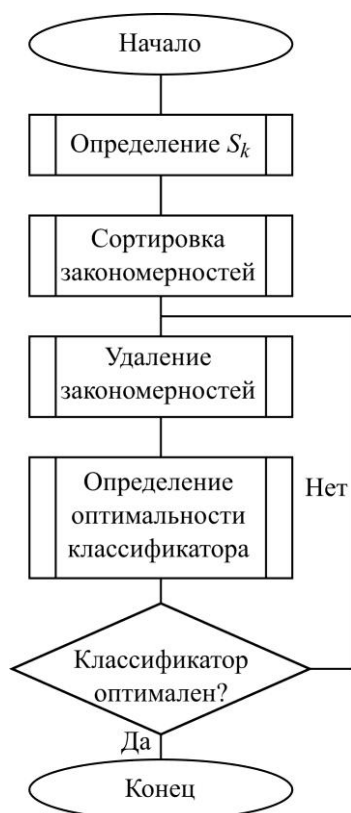 Начало
Определение Sₖ
Сортировка
закономерностей
Удаление
закономерностей
Определение
оптимальности
классификатора
Нет
Классификатор
оптимален?
Да
Конец